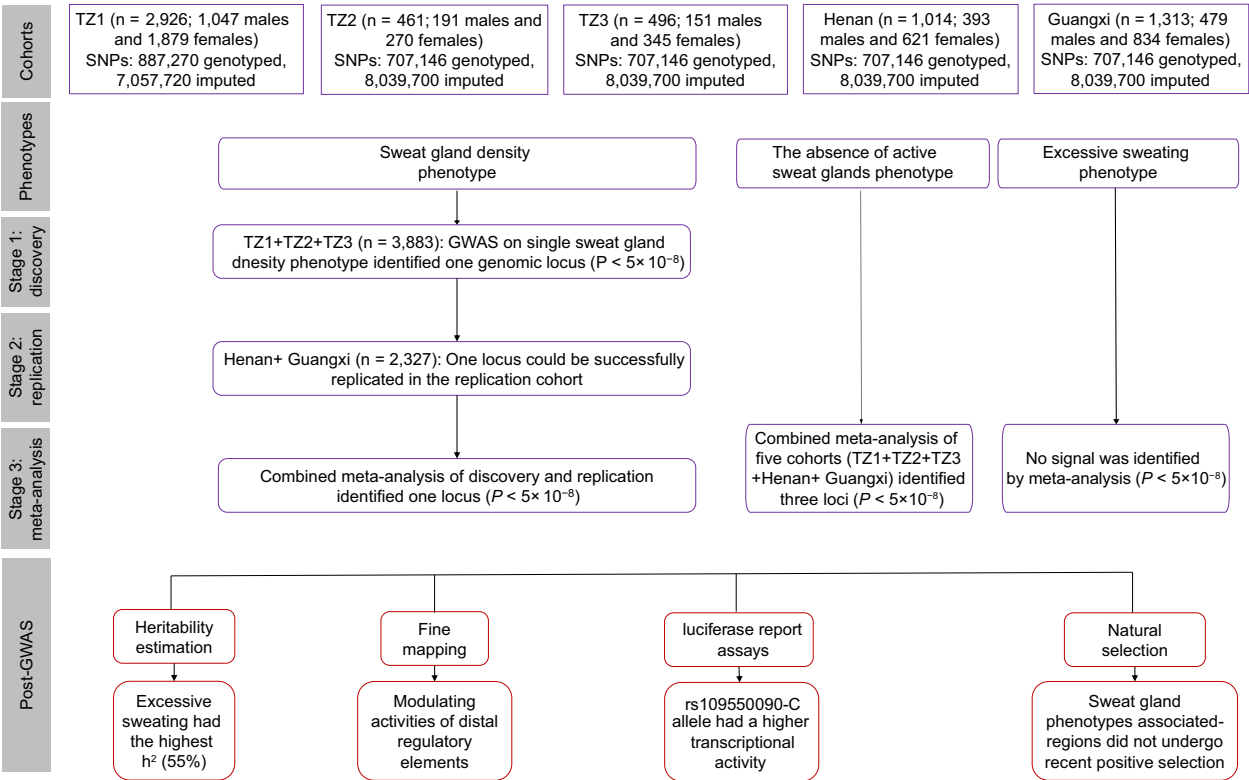 Cohorts
TZ1 (n = 2,926; 1,047 males
and 1,879 females)
SNPs: 887,270 genotyped,
7,057,720 imputed
TZ2 (n = 461; 191 males and
270 females)
SNPs: 707,146 genotyped,
8,039,700 imputed
TZ3 (n = 496; 151 males
and 345 females)
SNPs: 707,146 genotyped,
8,039,700 imputed
Henan (n = 1,014; 393
males and 621 females)
SNPs: 707,146 genotyped,
8,039,700 imputed
Guangxi (n = 1,313; 479
males and 834 females)
SNPs: 707,146 genotyped,
8,039,700 imputed
Phenotypes
Sweat gland density
phenotype
The absence of active
sweat glands phenotype
Excessive sweating
phenotype
Stage 1:
discovery
TZ1+TZ2+TZ3 (n = 3,883): GWAS on single sweat gland
dnesity phenotype identified one genomic locus (P < 5× 10⁻⁸)
Stage 2:
replication
Henan+ Guangxi (n = 2,327): One locus could be successfully
replicated in the replication cohort
Stage 3:
meta-analysis
Combined meta-analysis of discovery and replication
identified one locus (P < 5× 10⁻⁸)
Combined meta-analysis of
five cohorts (TZ1+TZ2+TZ3
+Henan+ Guangxi) identified
three loci (P < 5×10⁻⁸)
No signal was identified
by meta-analysis (P < 5×10⁻⁸)
Post-GWAS
Heritability
estimation
Fine
mapping
luciferase report
assays
Natural
selection
Excessive
sweating had
the highest
h² (55%)
Modulating
activities of distal
regulatory
elements
rs109550090-C
allele had a higher
transcriptional
activity
Sweat gland
phenotypes associated-
regions did not undergo
recent positive selection